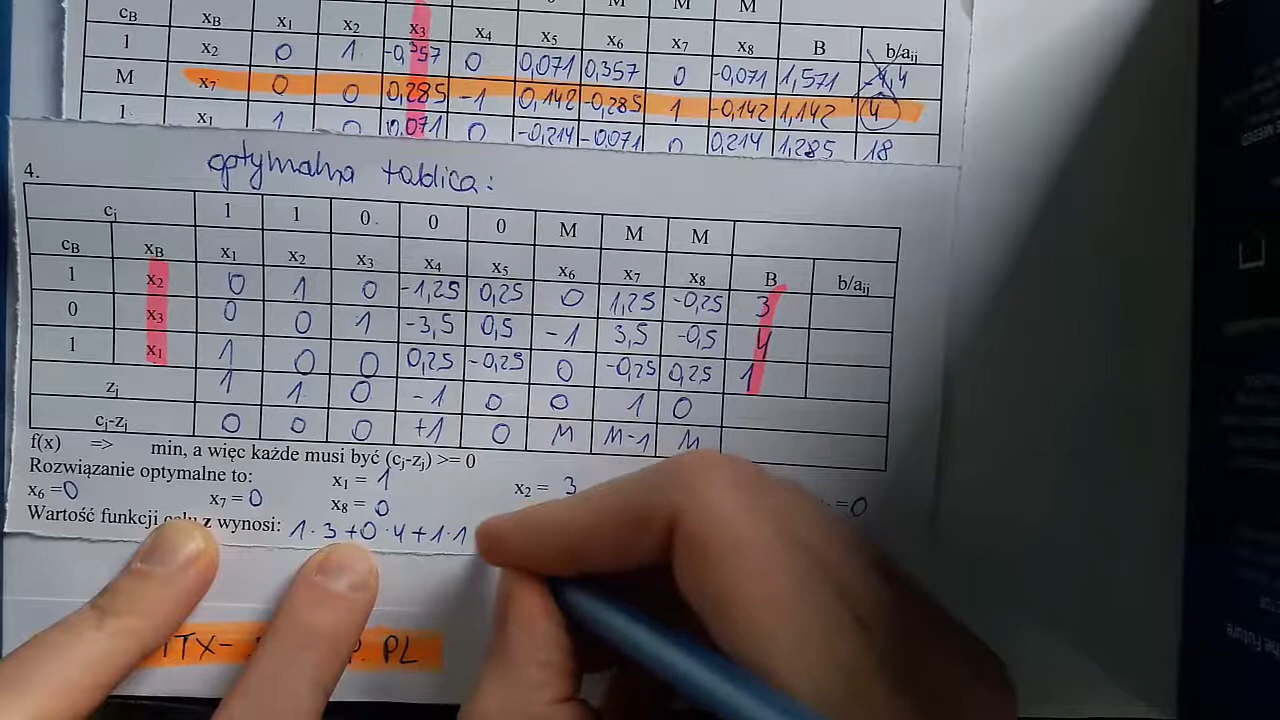 M M M
cB xB x1 x2 x3 x4 x5 x6 x7 x8 B b/aij
1 x2 0 1 -0,357 0 0,071 0,357 0 -0,071 1,571 4,4
M x7 0 0 0,285 -1 0,142 -0,285 1 -0,142 1,142 4
1 x1 1 0 0,071 0 -0,214 -0,071 0 0,214 1,285 18
4. optymalna tablica:
cj 1 1 0 0 0 M M M
cB xB x1 x2 x3 x4 x5 x6 x7 x8 B b/aij
1 x2 0 1 0 -1,25 0,25 0 1,25 -0,25 3
0 x3 0 0 1 -3,5 0,5 -1 3,5 -0,5 4
1 x1 1 0 0 0,25 -0,25 0 -0,25 0,25 1
zj 1 1 0 -1 0 0 1 0
cj-zj 0 0 0 +1 0 M M-1 M
f(x) => min, a więc każde musi być (cj-zj) >= 0
Rozwiązanie optymalne to: x1 = 1 x2 = 3 =0
x6 =0 x7 = 0 x8 = 0
Wartość funkcji celu z wynosi: 1·3+0·4+1·1
PL